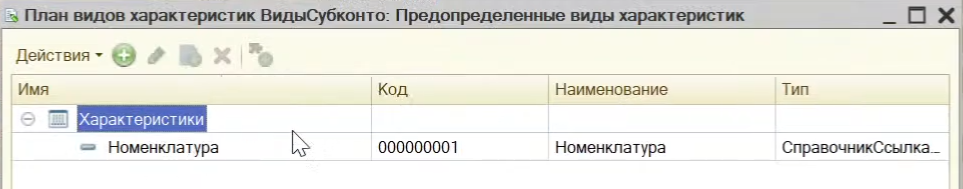 План видов характеристик ВидыСубконто: Предопределенные виды характеристик
Действия
Имя Код Наименование Тип
Характеристики
Номенклатура 000000001 Номенклатура СправочникСсылка...